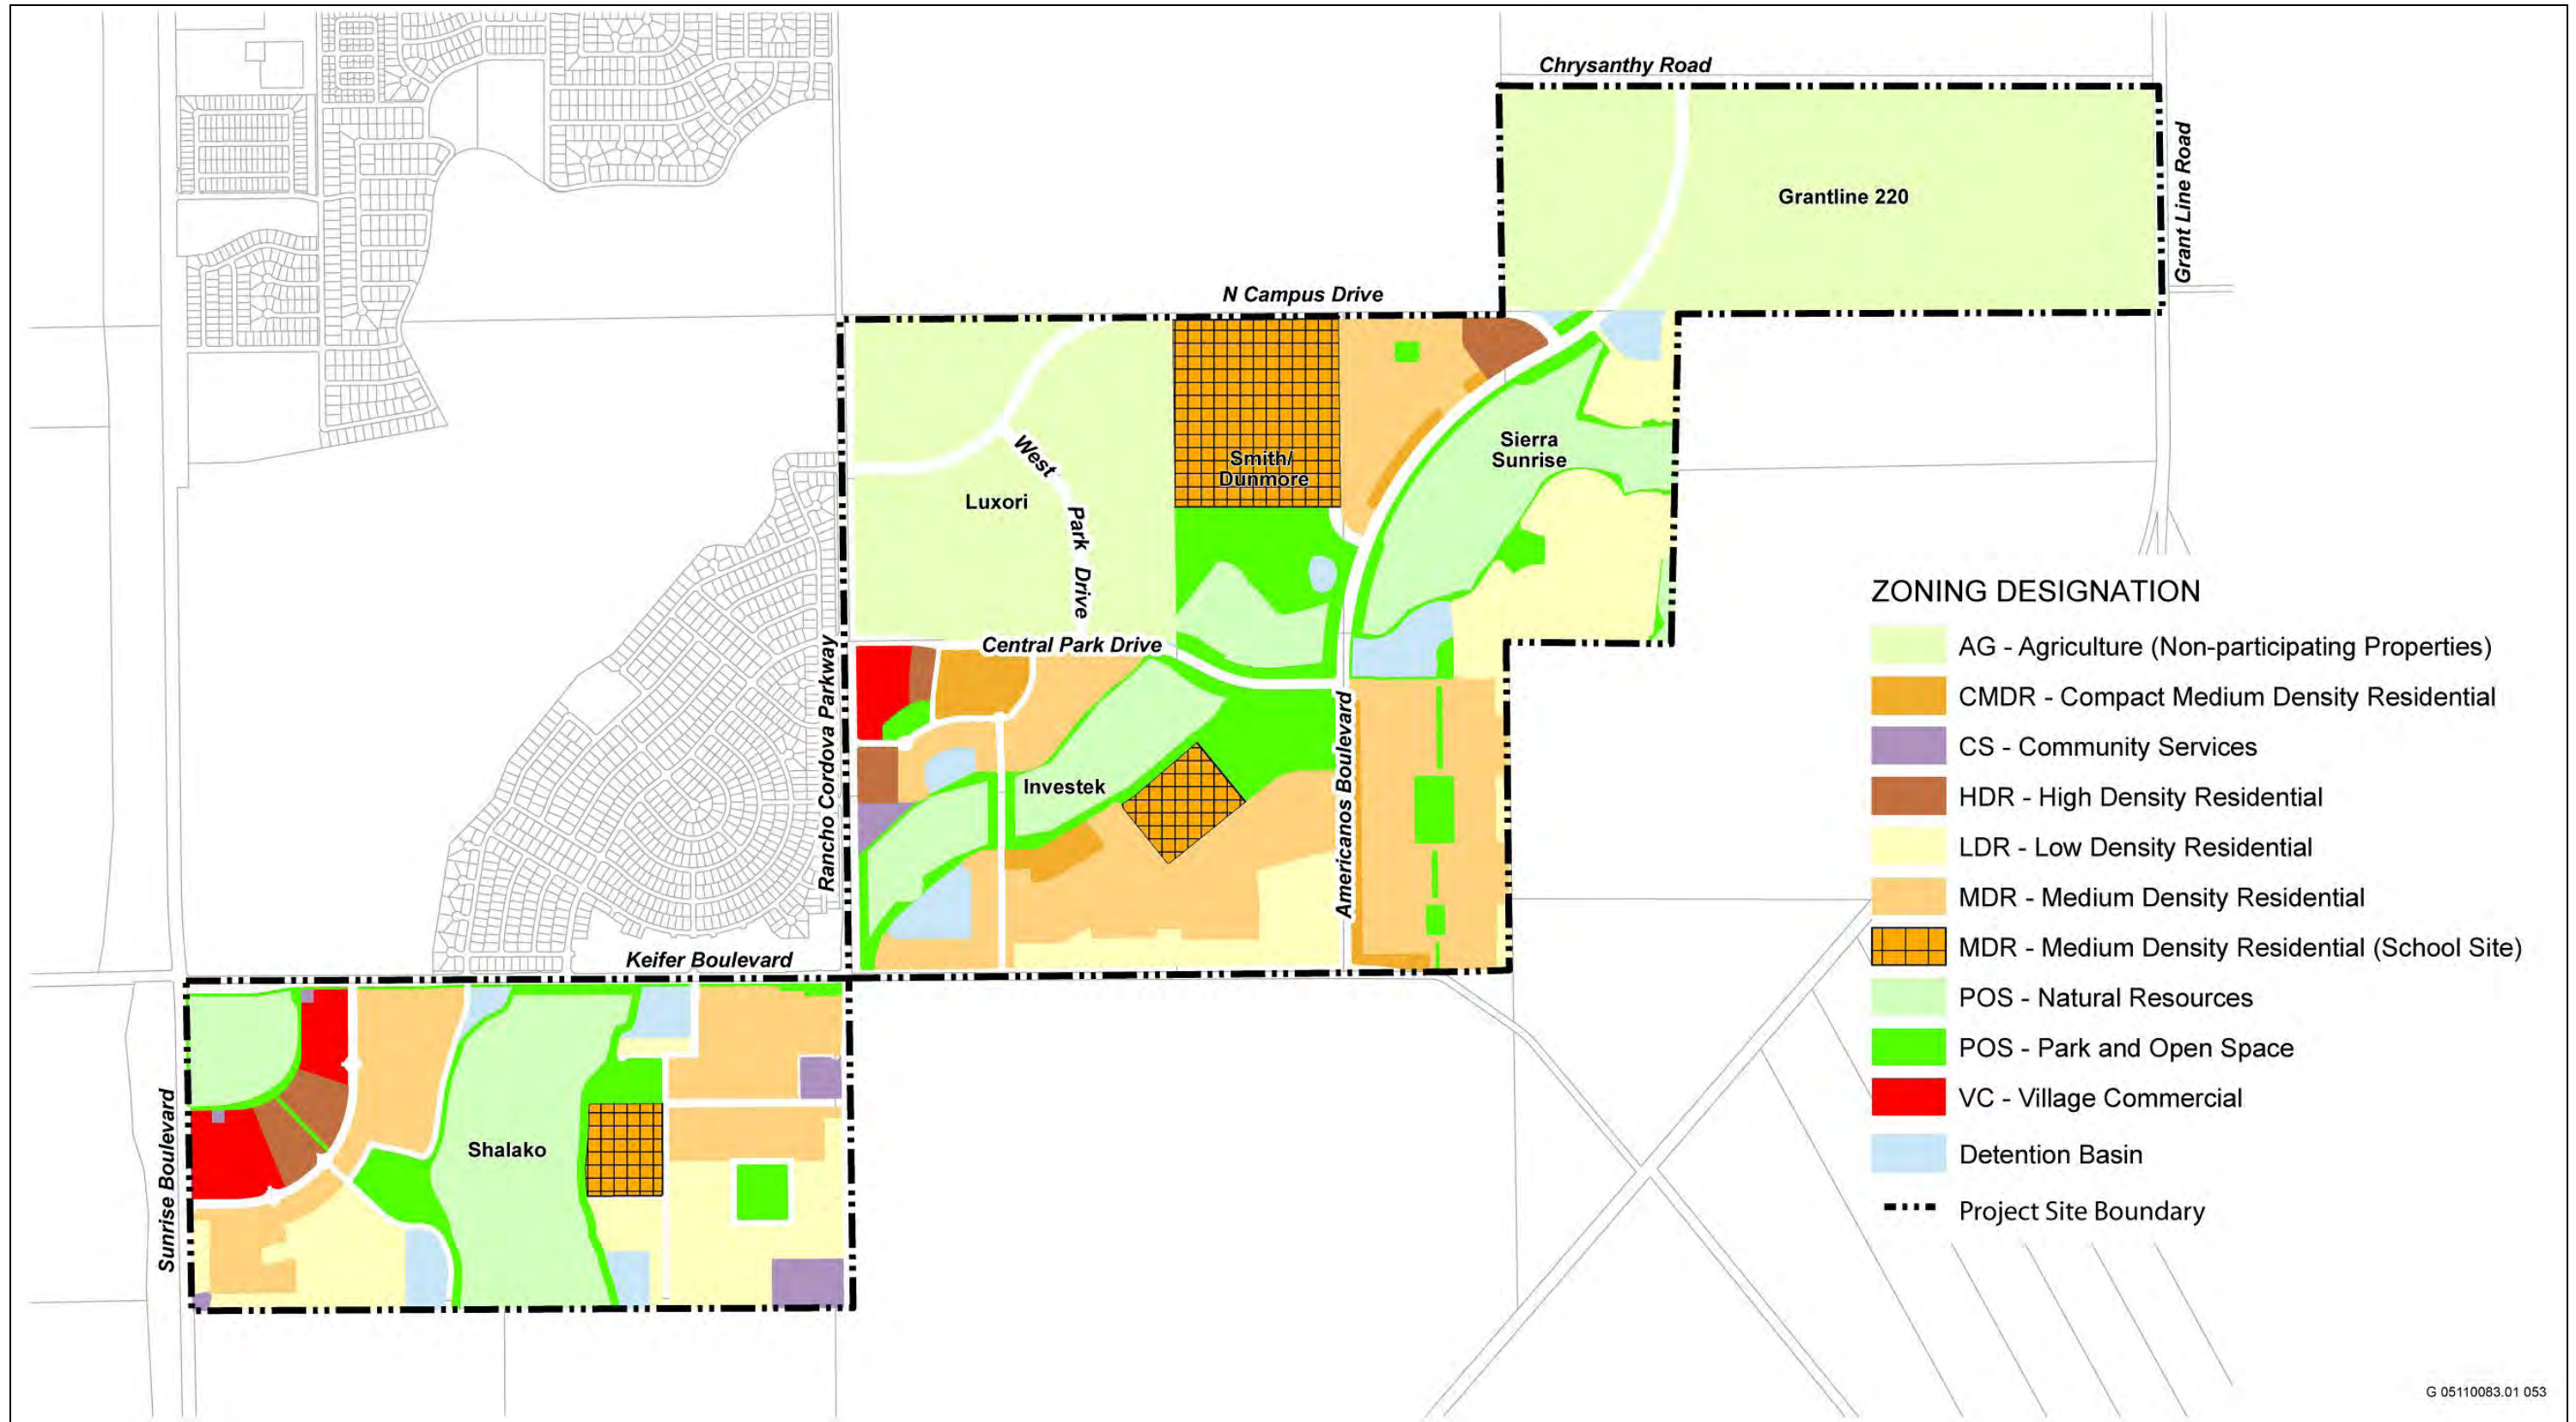 Chrysanthy Road
Grant Line Road
Grantline 220
N Campus Drive
Sierra
Sunrise
West
Park
Drive
Smith/
Dunmore
Luxori
Central Park Drive
Rancho Cordova Parkway
Americanos Boulevard
Investek
Keifer Boulevard
Sunrise Boulevard
Shalako
ZONING DESIGNATION
AG - Agriculture (Non-participating Properties)
CMDR - Compact Medium Density Residential
CS - Community Services
HDR - High Density Residential
LDR - Low Density Residential
MDR - Medium Density Residential
MDR - Medium Density Residential (School Site)
POS - Natural Resources
POS - Park and Open Space
VC - Village Commercial
Detention Basin
Project Site Boundary
G 05110083.01 053